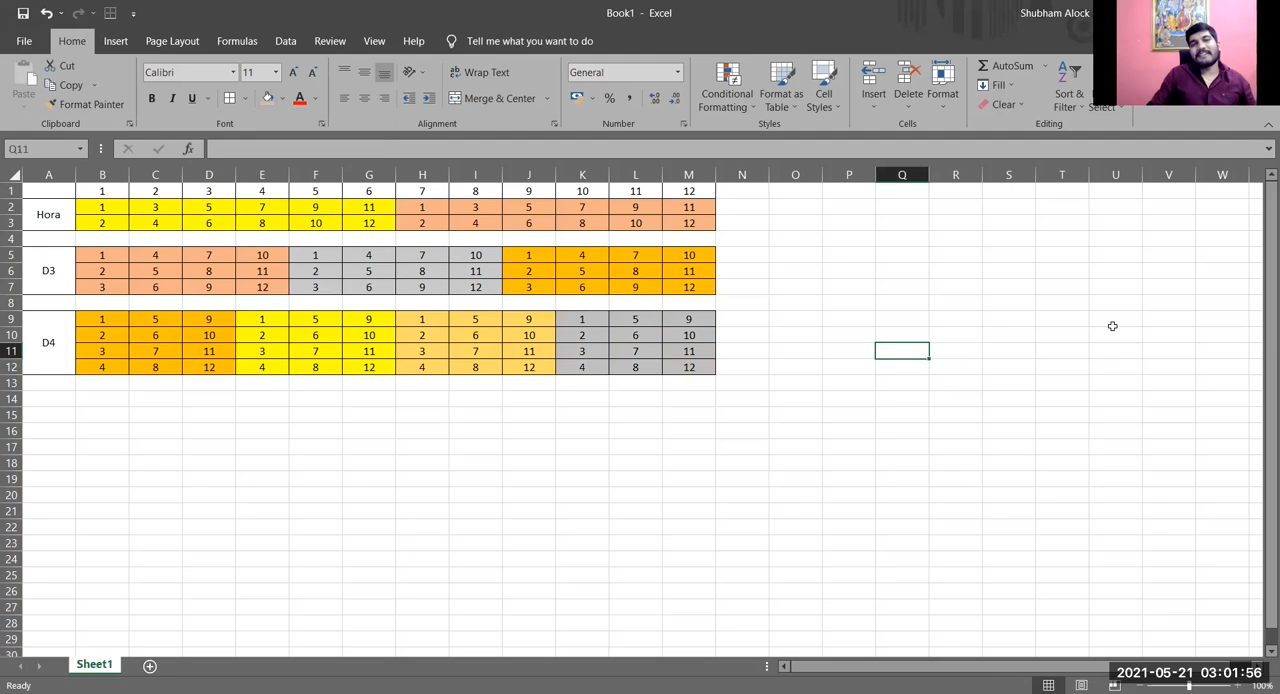 Book1 - Excel
Shubham Alock
File Home Insert Page Layout Formulas Data Review View Help Tell me what you want to do
Paste
Cut
Copy
Format Painter
Calibri 11
B I U
Wrap Text
Merge & Center
General
Conditional Formatting
Format as Table
Cell Styles
Insert
Delete
Format
AutoSum
Fill
Clear
Sort & Filter
Select
Clipboard Font Alignment Number Styles Cells Editing
Q11 fx
A B C D E F G H I J K L M N O P Q R S T U V W
1 1 2 3 4 5 6 7 8 9 10 11 12
2 1 3 5 7 9 11 1 3 5 7 9 11
Hora
3 2 4 6 8 10 12 2 4 6 8 10 12
4
5 1 4 7 10 1 4 7 10 1 4 7 10
6 D3 2 5 8 11 2 5 8 11 2 5 8 11
7 3 6 9 12 3 6 9 12 3 6 9 12
8
9 1 5 9 1 5 9 1 5 9 1 5 9
10 2 6 10 2 6 10 2 6 10 2 6 10
D4
11 3 7 11 3 7 11 3 7 11 3 7 11
12 4 8 12 4 8 12 4 8 12 4 8 12
13
14
15
16
17
18
19
20
21
22
23
24
25
26
27
28
29
30
Sheet1
2021-05-21 03:01:56
Ready
100%